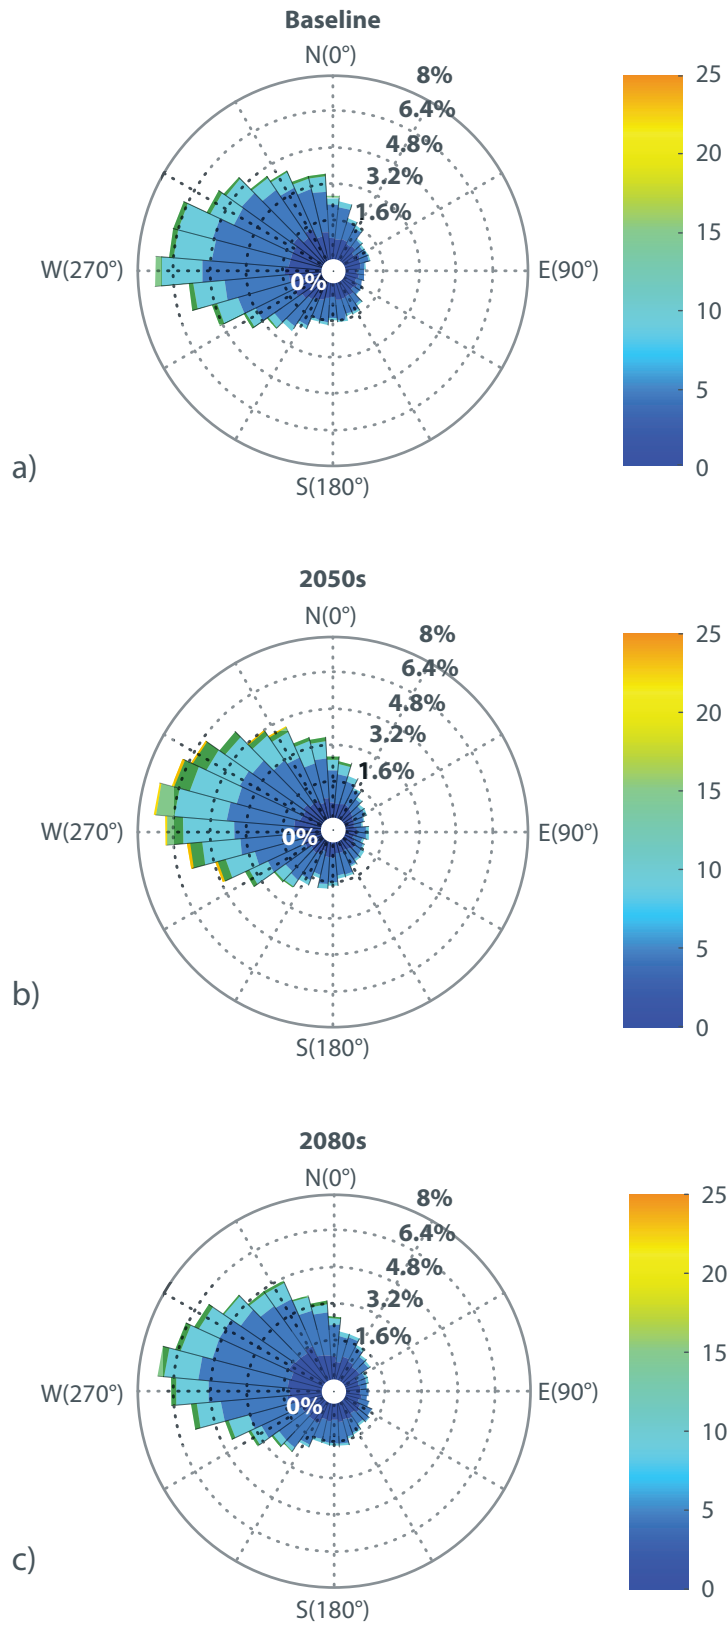 Baseline
N(0°)
8%
6.4%
4.8%
3.2%
1.6%
0%
W(270°)
E(90°)
S(180°)
25
20
15
10
5
0
a)
2050s
N(0°)
8%
6.4%
4.8%
3.2%
1.6%
0%
W(270°)
E(90°)
S(180°)
25
20
15
10
5
0
b)
2080s
N(0°)
8%
6.4%
4.8%
3.2%
1.6%
0%
W(270°)
E(90°)
S(180°)
25
20
15
10
5
0
c)